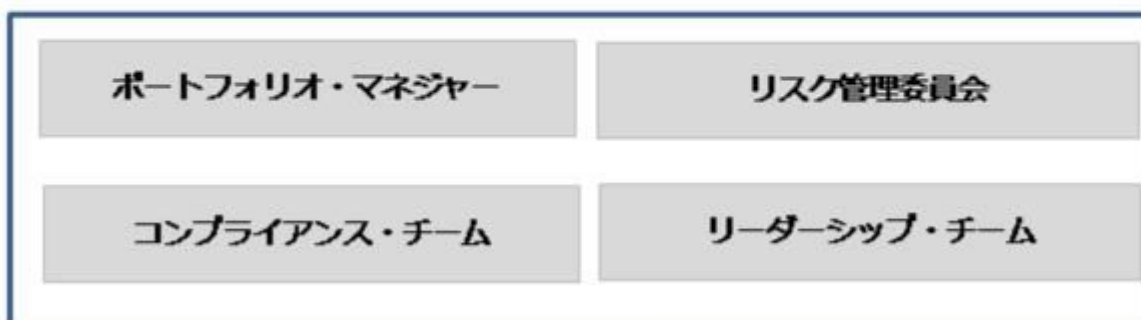 ポートフォリオ・マネジャー
リスク管理委員会
コンプライアンス・チーム
リーダーシップ・チーム